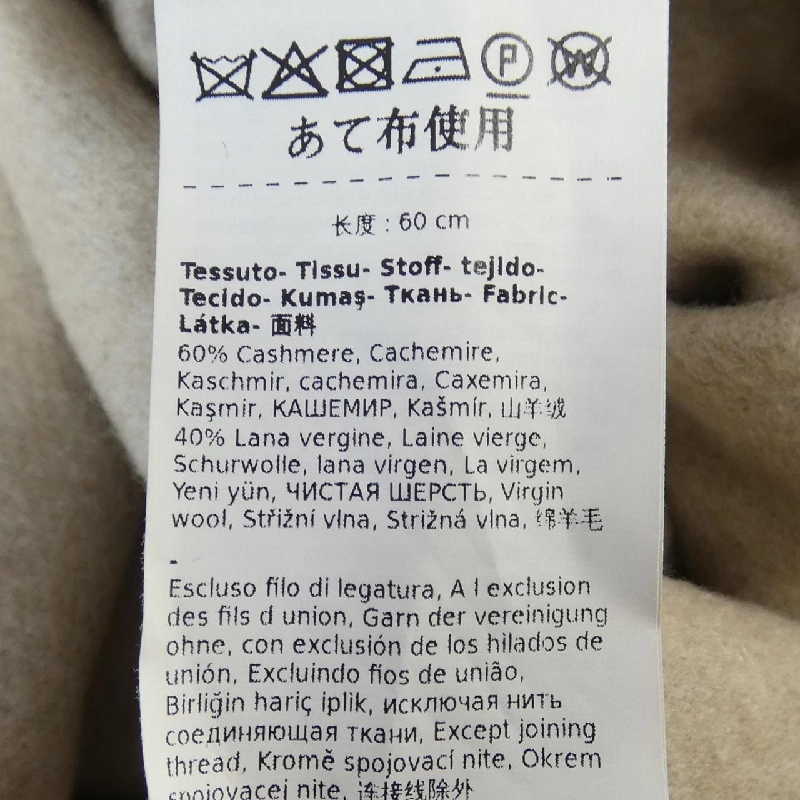 P W
あて布使用
长度：60 cm
Tessuto- Tissu- Stoff- tejido-
Tecido- Kumaş- Ткань- Fabric-
Látka- 面料
60% Cashmere, Cachemire,
Kaschmir, cachemira, Caxemira,
Kaşmir, КАШЕМИР, Kašmír, 山羊绒
40% Lana vergine, Laine vierge,
Schurwolle, lana virgen, La virgem,
Yeni yün, ЧИСТАЯ ШЕРСТЬ, Virgin
wool, Střižní vlna, Strižná vlna, 绵羊毛
-
Escluso filo di legatura, A l exclusion
des fils d union, Garn der vereinigung
ohne, con exclusión de los hilados de
unión, Excluindo fios de união,
Birliğin hariç iplik, исключая нить
соединяющая ткани, Except joining
thread, Kromě spojovací nite, Okrem
spojovacej nite, 连接线除外